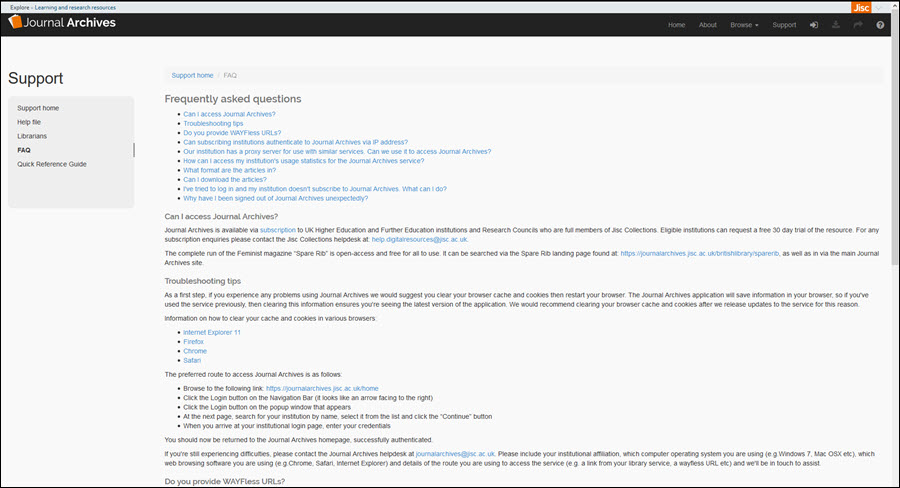 Explore - Learning and research resources
Jisc
Journal Archives
Home
About
Browse
Support
Support
Support home
Help file
Librarians
FAQ
Quick Reference Guide
Support home / FAQ
Frequently asked questions
Can I access Journal Archives?
Troubleshooting tips
Do you provide WAYFless URLs?
Can subscribing institutions authenticate to Journal Archives via IP address?
Our institution has a proxy server for use with similar services. Can we use it to access Journal Archives?
How can I access my institution's usage statistics for the Journal Archives service?
What format are the articles in?
Can I download the articles?
I've tried to log in and my institution doesn't subscribe to Journal Archives. What can I do?
Why have I been signed out of Journal Archives unexpectedly?
Can I access Journal Archives?
Journal Archives is available via subscription to UK Higher Education and Further Education institutions and Research Councils who are full members of Jisc Collections. Eligible institutions can request a free 30 day trial of the resource. For any
subscription enquiries please contact the Jisc Collections helpdesk at: help.digitalresources@jisc.ac.uk.
The complete run of the Feminist magazine "Spare Rib" is open-access and free for all to use. It can be searched via the Spare Rib landing page found at: https://journalarchives.jisc.ac.uk/britishlibrary/sparerib, as well as in via the main Journal
Archives site.
Troubleshooting tips
As a first step, if you experience any problems using Journal Archives we would suggest you clear your browser cache and cookies then restart your browser. The Journal Archives application will save information in your browser, so if you've
used the service previously, then clearing this information ensures you're seeing the latest version of the application. We would recommend clearing your browser cache and cookies after we release updates to the service for this reason.
Information on how to clear your cache and cookies in various browsers:
Internet Explorer 11
Firefox
Chrome
Safari
The preferred route to access Journal Archives is as follows:
Browse to the following link: https://journalarchives.jisc.ac.uk/home
Click the Login button on the Navigation Bar (it looks like an arrow facing to the right)
Click the Login button on the popup window that appears
At the next page, search for your institution by name, select it from the list and click the "Continue" button
When you arrive at your institutional login page, enter your credentials
You should now be returned to the Journal Archives homepage, successfully authenticated.
If you're still experiencing difficulties, please contact the Journal Archives helpdesk at journalarchives@jisc.ac.uk. Please include your institutional affiliation, which computer operating system you are using (e.g.Windows 7, Mac OSX etc), which
web browsing software you are using (e.g.Chrome, Safari, Internet Explorer) and details of the route you are using to access the service (e.g. a link from your library service, a wayfless URL etc) and we'll be in touch to assist.
Do you provide WAYFless URLs?